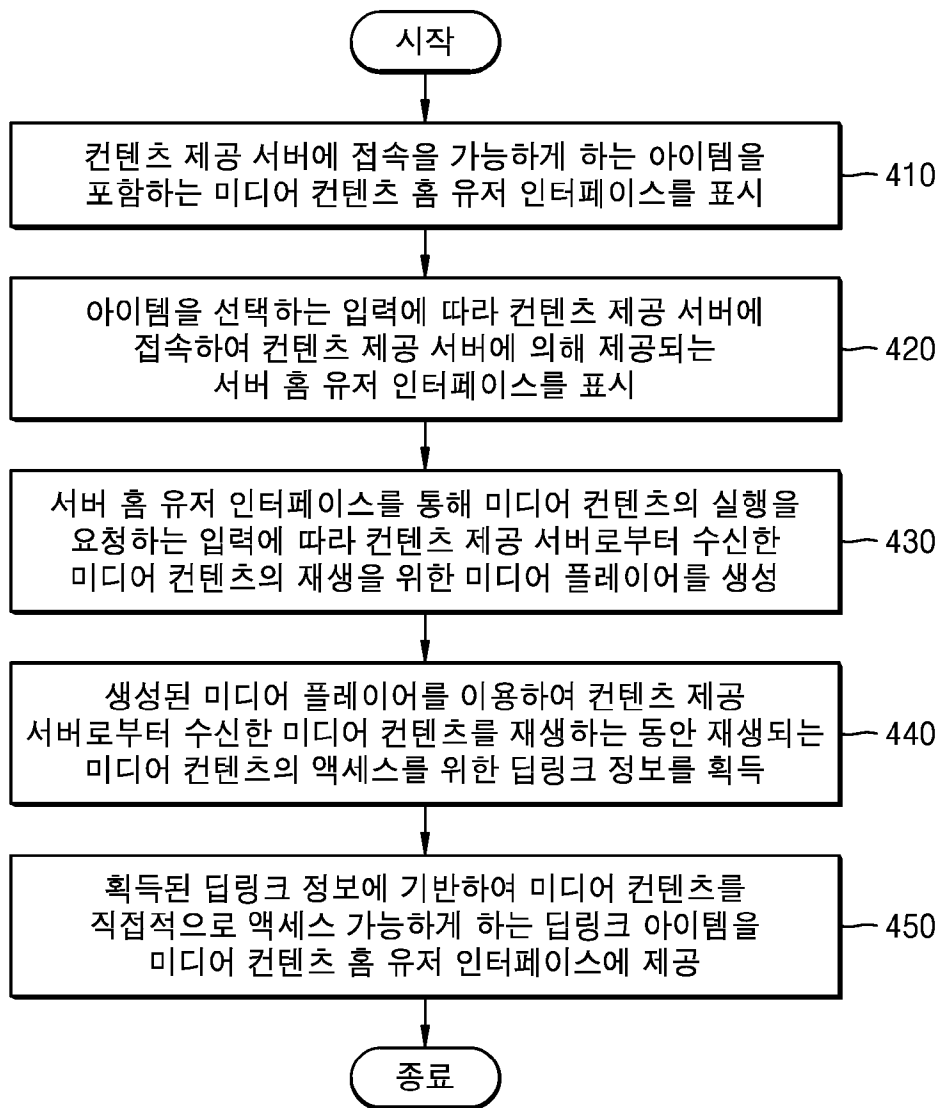 시작
컨텐츠 제공 서버에 접속을 가능하게 하는 아이템을
포함하는 미디어 컨텐츠 홈 유저 인터페이스를 표시
410
아이템을 선택하는 입력에 따라 컨텐츠 제공 서버에
접속하여 컨텐츠 제공 서버에 의해 제공되는
서버 홈 유저 인터페이스를 표시
420
서버 홈 유저 인터페이스를 통해 미디어 컨텐츠의 실행을
요청하는 입력에 따라 컨텐츠 제공 서버로부터 수신한
미디어 컨텐츠의 재생을 위한 미디어 플레이어를 생성
430
생성된 미디어 플레이어를 이용하여 컨텐츠 제공
서버로부터 수신한 미디어 컨텐츠를 재생하는 동안 재생되는
미디어 컨텐츠의 액세스를 위한 딥링크 정보를 획득
440
획득된 딥링크 정보에 기반하여 미디어 컨텐츠를
직접적으로 액세스 가능하게 하는 딥링크 아이템을
미디어 컨텐츠 홈 유저 인터페이스에 제공
450
종료